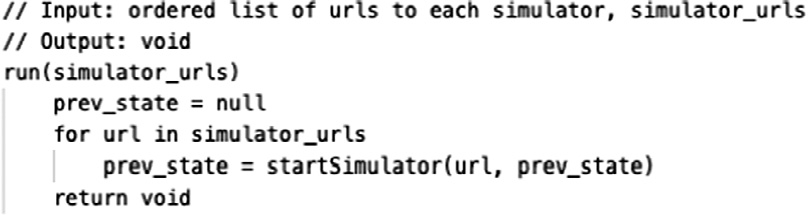 // Input: ordered list of urls to each simulator, simulator_urls
// Output: void
run(simulator_urls)
prev_state = null
for url in simulator_urls
prev_state = startSimulator(url, prev_state)
return void